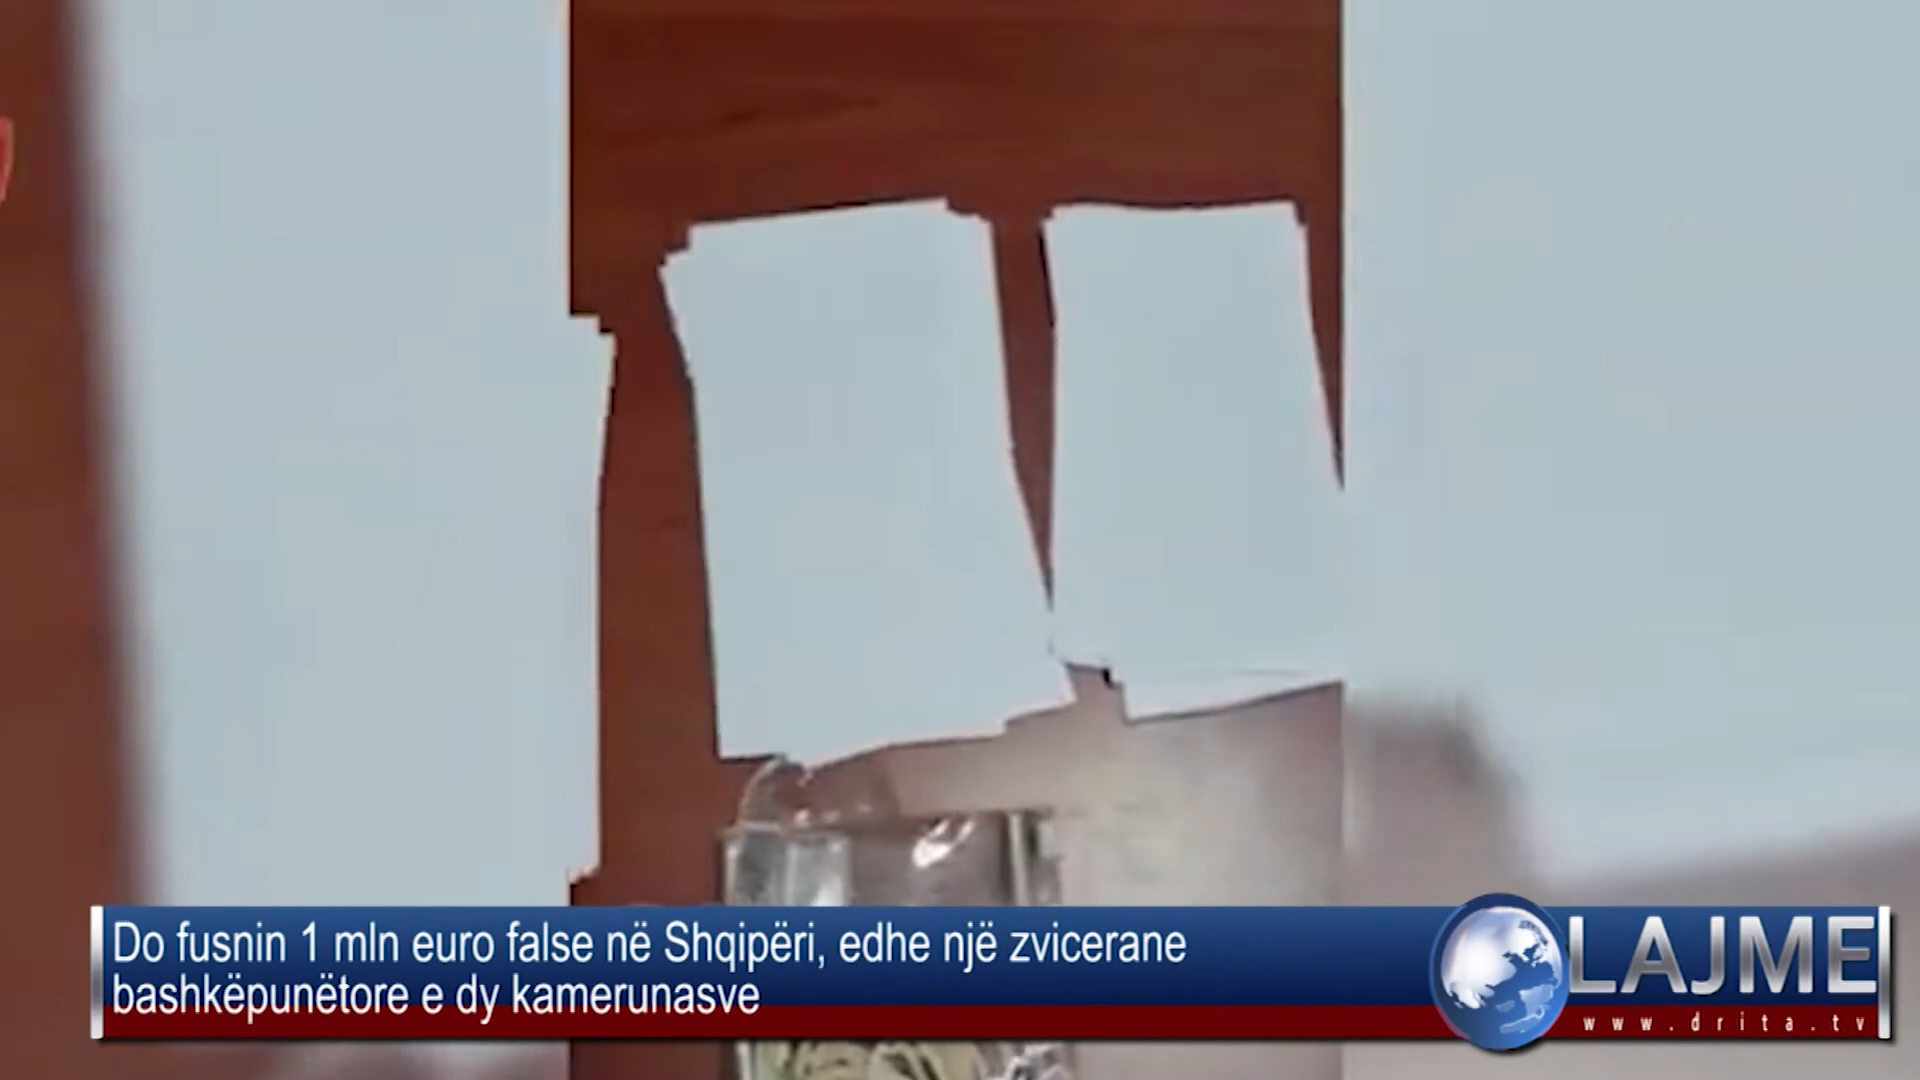 Do fusnin 1 mln euro false në Shqipëri, edhe një zvicerane
bashkëpunëtore e dy kamerunasve
LAJME
www.drita.tv